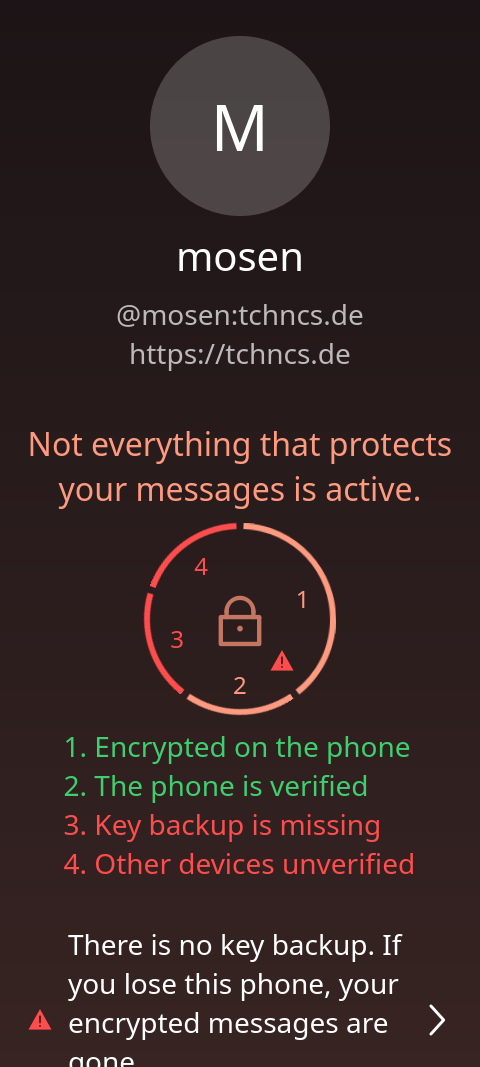 M
mosen
@mosen:tchncs.de
https://tchncs.de
Not everything that protects
your messages is active.
4
1
3
2
1. Encrypted on the phone
2. The phone is verified
3. Key backup is missing
4. Other devices unverified
There is no key backup. If
you lose this phone, your
encrypted messages are
gone